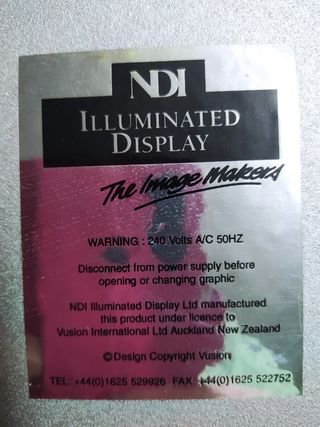 NDI
ILLUMINATED
DISPLAY
The Image Makers
WARNING : 240 Volts A/C 50HZ
Disconnect from power supply before
opening or changing graphic
NDI Illuminated Display Ltd manufactured
this product under licence to
Vusion International Ltd Auckland New Zealand
©Design Copyright Vusion
TEL: +44(0)1625 529926 FAX: +44(0)1625 522752